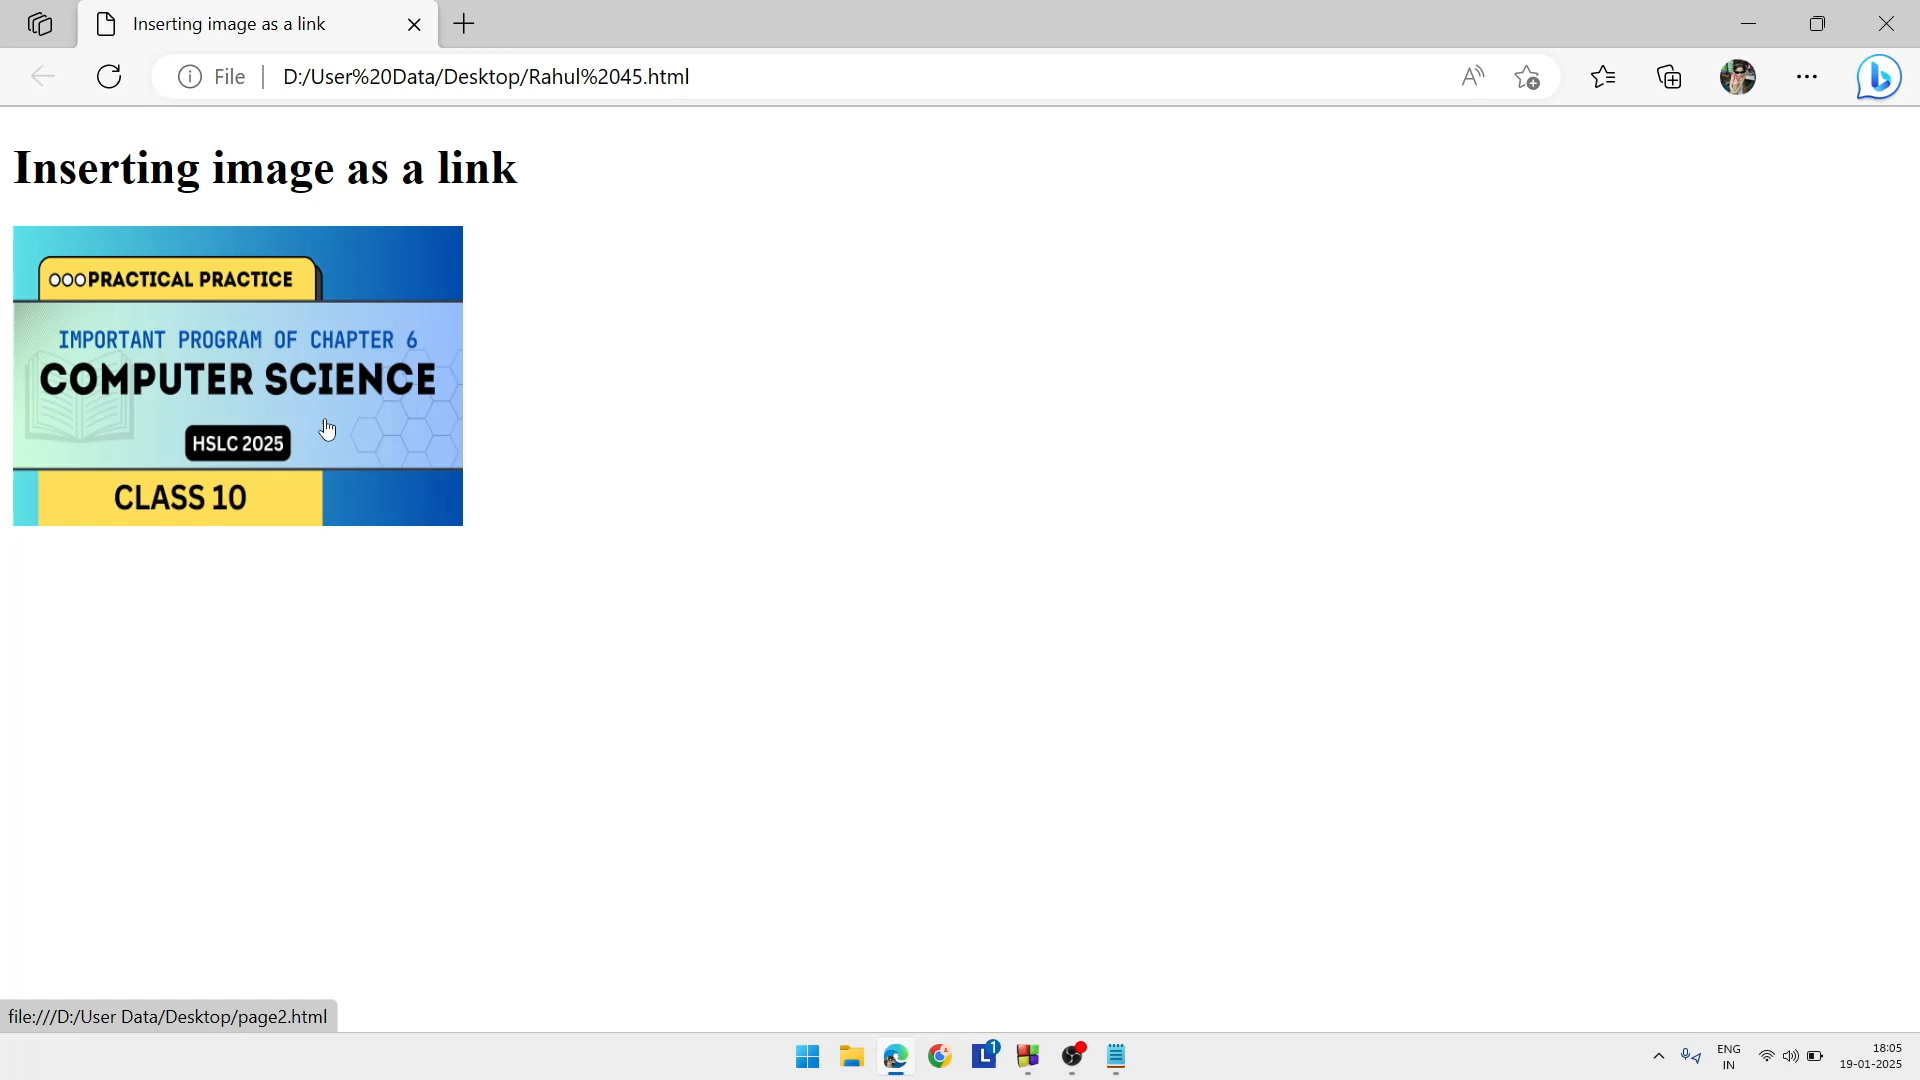 Inserting image as a link
File
D:/User%20Data/Desktop/Rahul%2045.html
Inserting image as a link
PRACTICAL PRACTICE
IMPORTANT PROGRAM OF CHAPTER 6
COMPUTER SCIENCE
HSLC 2025
CLASS 10
file:///D:/User Data/Desktop/page2.html
L 1
ENG
IN
18:05
19-01-2025